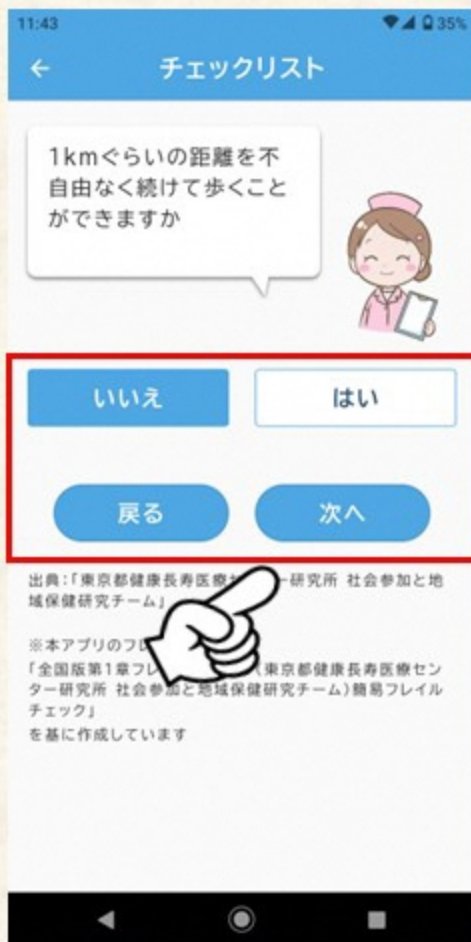 11:43
35%
チェックリスト
1kmぐらいの距離を不
自由なく続けて歩くこと
ができますか
いいえ はい
戻る 次へ
出典:「東京都健康長寿医療 ー研究所 社会参加と地
域保健研究チーム」
※本アプリのフレ
「全国版第1章フレ (東京都健康長寿医療セン
ター研究所 社会参加と地域保健研究チーム)簡易フレイル
チェック」
を基に作成しています